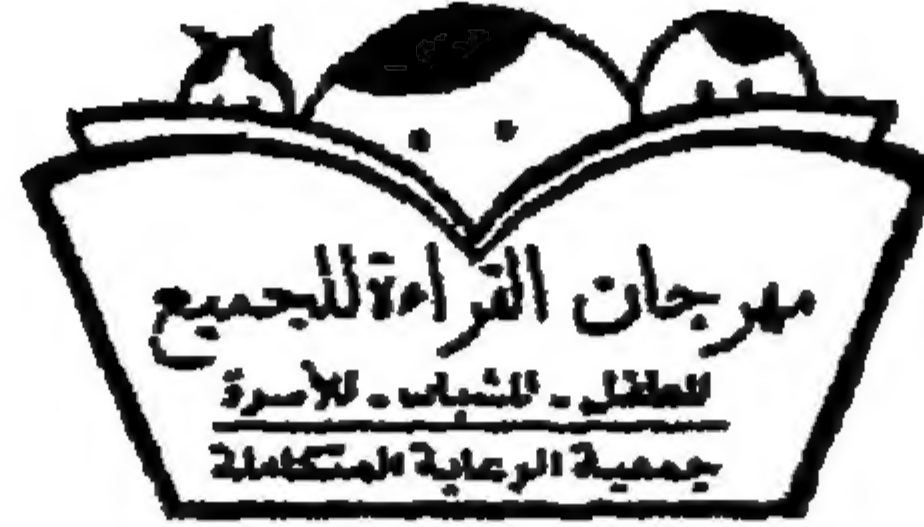 مهرجان القراءة للجميع
للطفل - للشباب - للأسرة
جمعية الرعاية المتكاملة